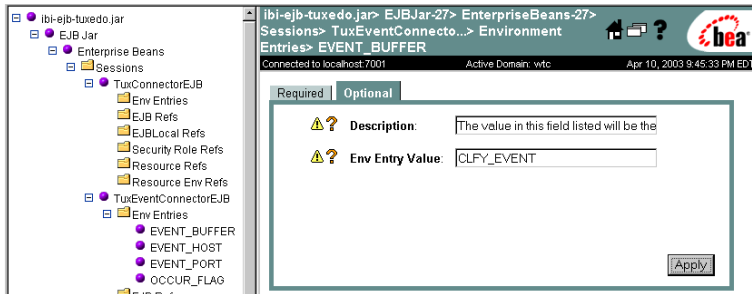 ibi-ejb-tuxedo.jar
EJB Jar
Enterprise Beans
Sessions
TuxConnectorEJB
Env Entries
EJB Refs
EJBLocal Refs
Security Role Refs
Resource Refs
Resource Env Refs
TuxEventConnectorEJB
Env Entries
EVENT_BUFFER
EVENT_HOST
EVENT_PORT
OCCUR_FLAG
ibi-ejb-tuxedo.jar> EJBJar-27> EnterpriseBeans-27>
Sessions> TuxEventConnecto...> Environment
Entries> EVENT_BUFFER
?
bea
Connected to localhost:7001 Active Domain: wtc Apr 10, 2003 9:45:33 PM EDT
Required Optional
? Description: The value in this field listed will be the
? Env Entry Value: CLFY_EVENT
Apply